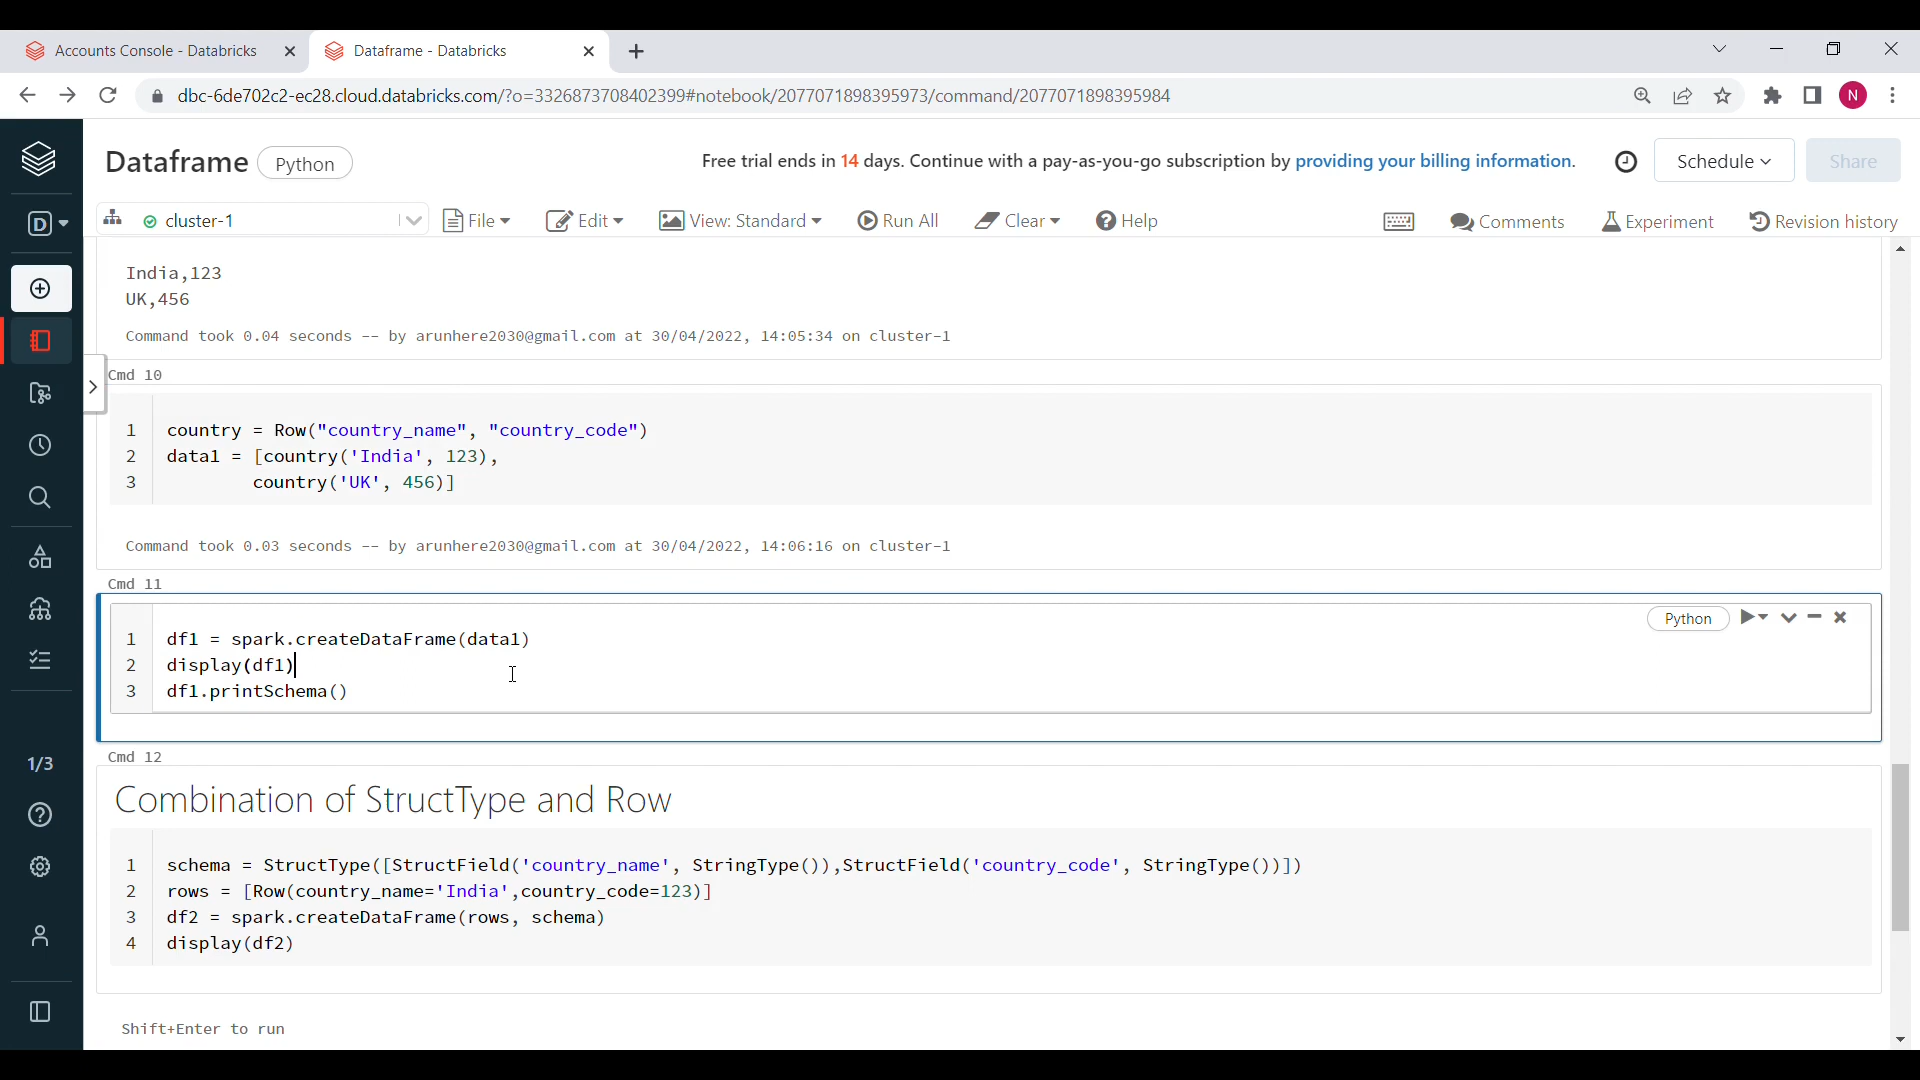 Accounts Console - Databricks
Dataframe - Databricks
dbc-6de702c2-ec28.cloud.databricks.com/?o=3326873708402399#notebook/2077071898395973/command/2077071898395984
N
Dataframe
Python
Free trial ends in 14 days. Continue with a pay-as-you-go subscription by providing your billing information.
Schedule
Share
D
cluster-1
File
Edit
View: Standard
Run All
Clear
Help
Comments
Experiment
Revision history
India,123
UK,456
Command took 0.04 seconds -- by arunhere2030@gmail.com at 30/04/2022, 14:05:34 on cluster-1
Cmd 10
1 country = Row("country_name", "country_code")
2 data1 = [country('India', 123),
3 country('UK', 456)]
Command took 0.03 seconds -- by arunhere2030@gmail.com at 30/04/2022, 14:06:16 on cluster-1
Cmd 11
Python
1 df1 = spark.createDataFrame(data1)
2 display(df1)
3 df1.printSchema()
Cmd 12
Combination of StructType and Row
1 schema = StructType([StructField('country_name', StringType()),StructField('country_code', StringType())])
2 rows = [Row(country_name='India',country_code=123)]
3 df2 = spark.createDataFrame(rows, schema)
4 display(df2)
Shift+Enter to run
1/3